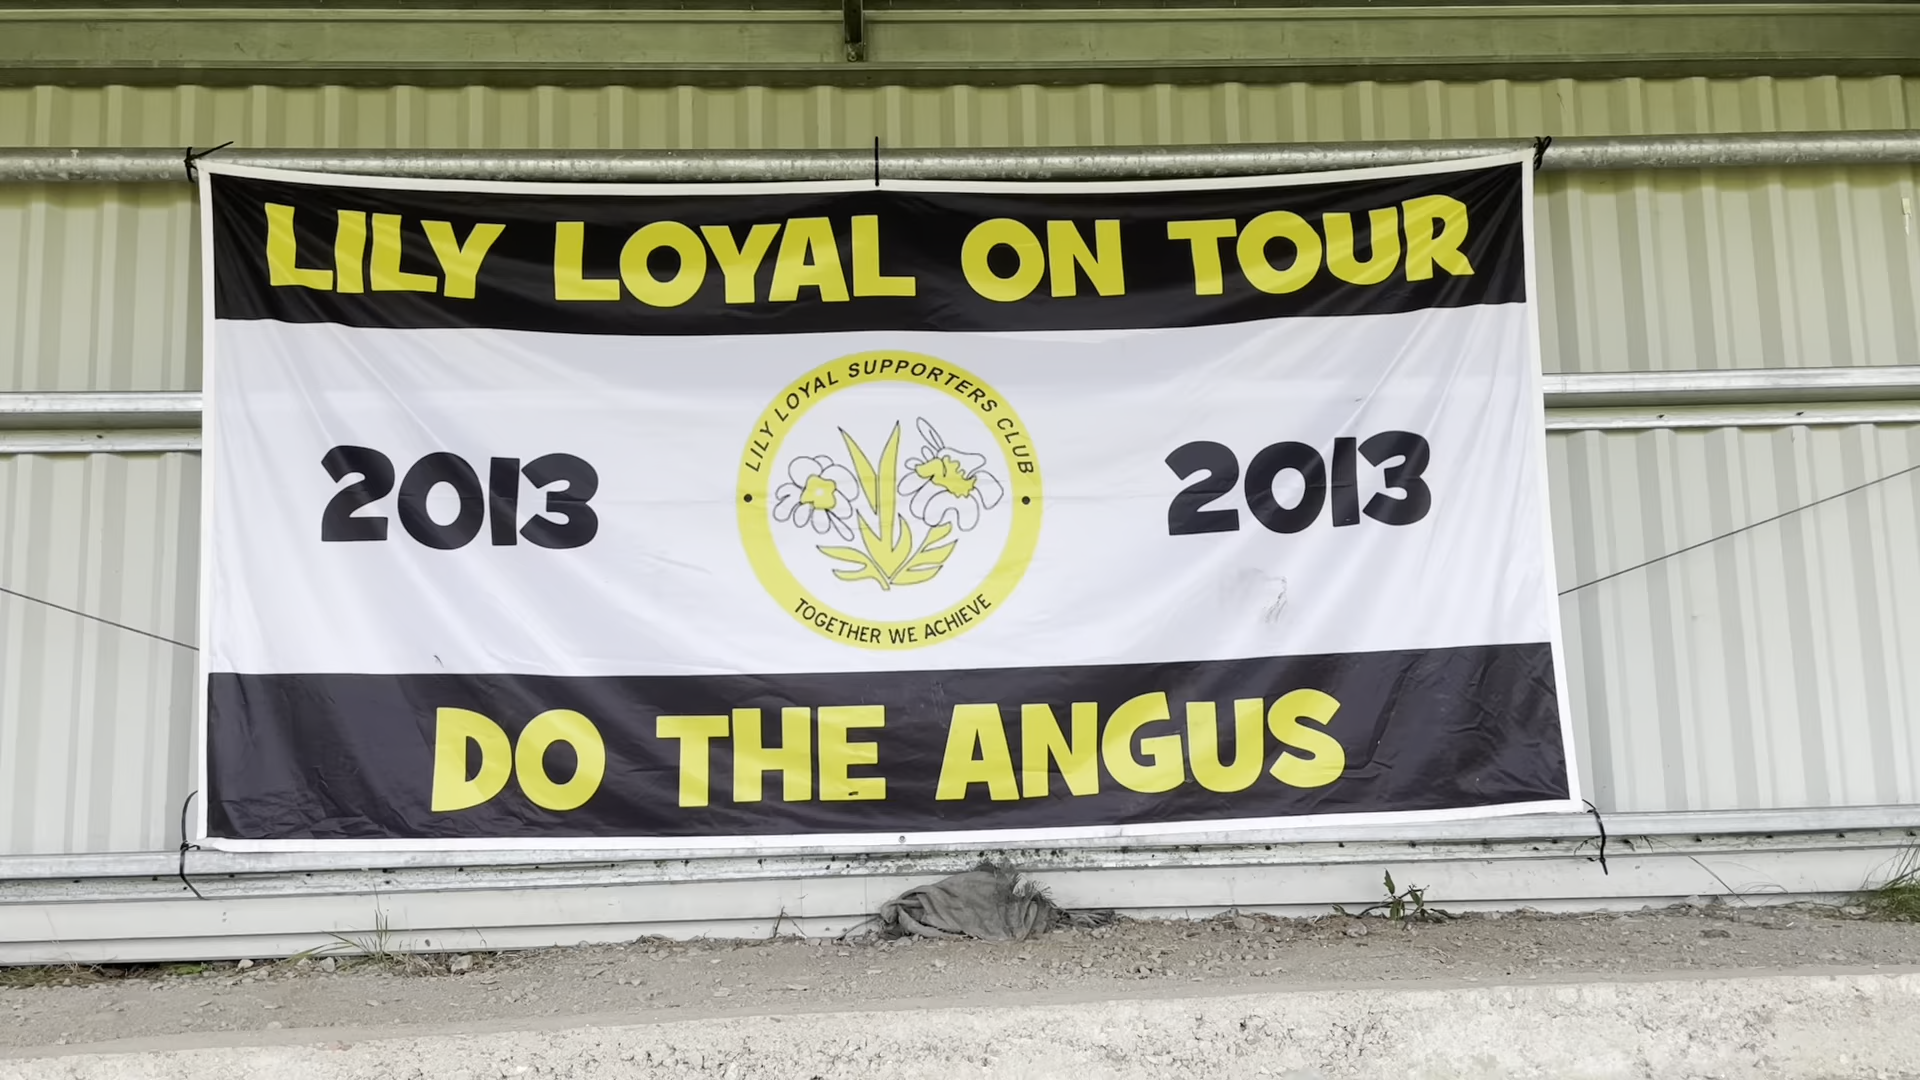 LILY LOYAL ON TOUR
LILY LOYAL SUPPORTERS CLUB
2013
2013
TOGETHER WE ACHIEVE
DO THE ANGUS